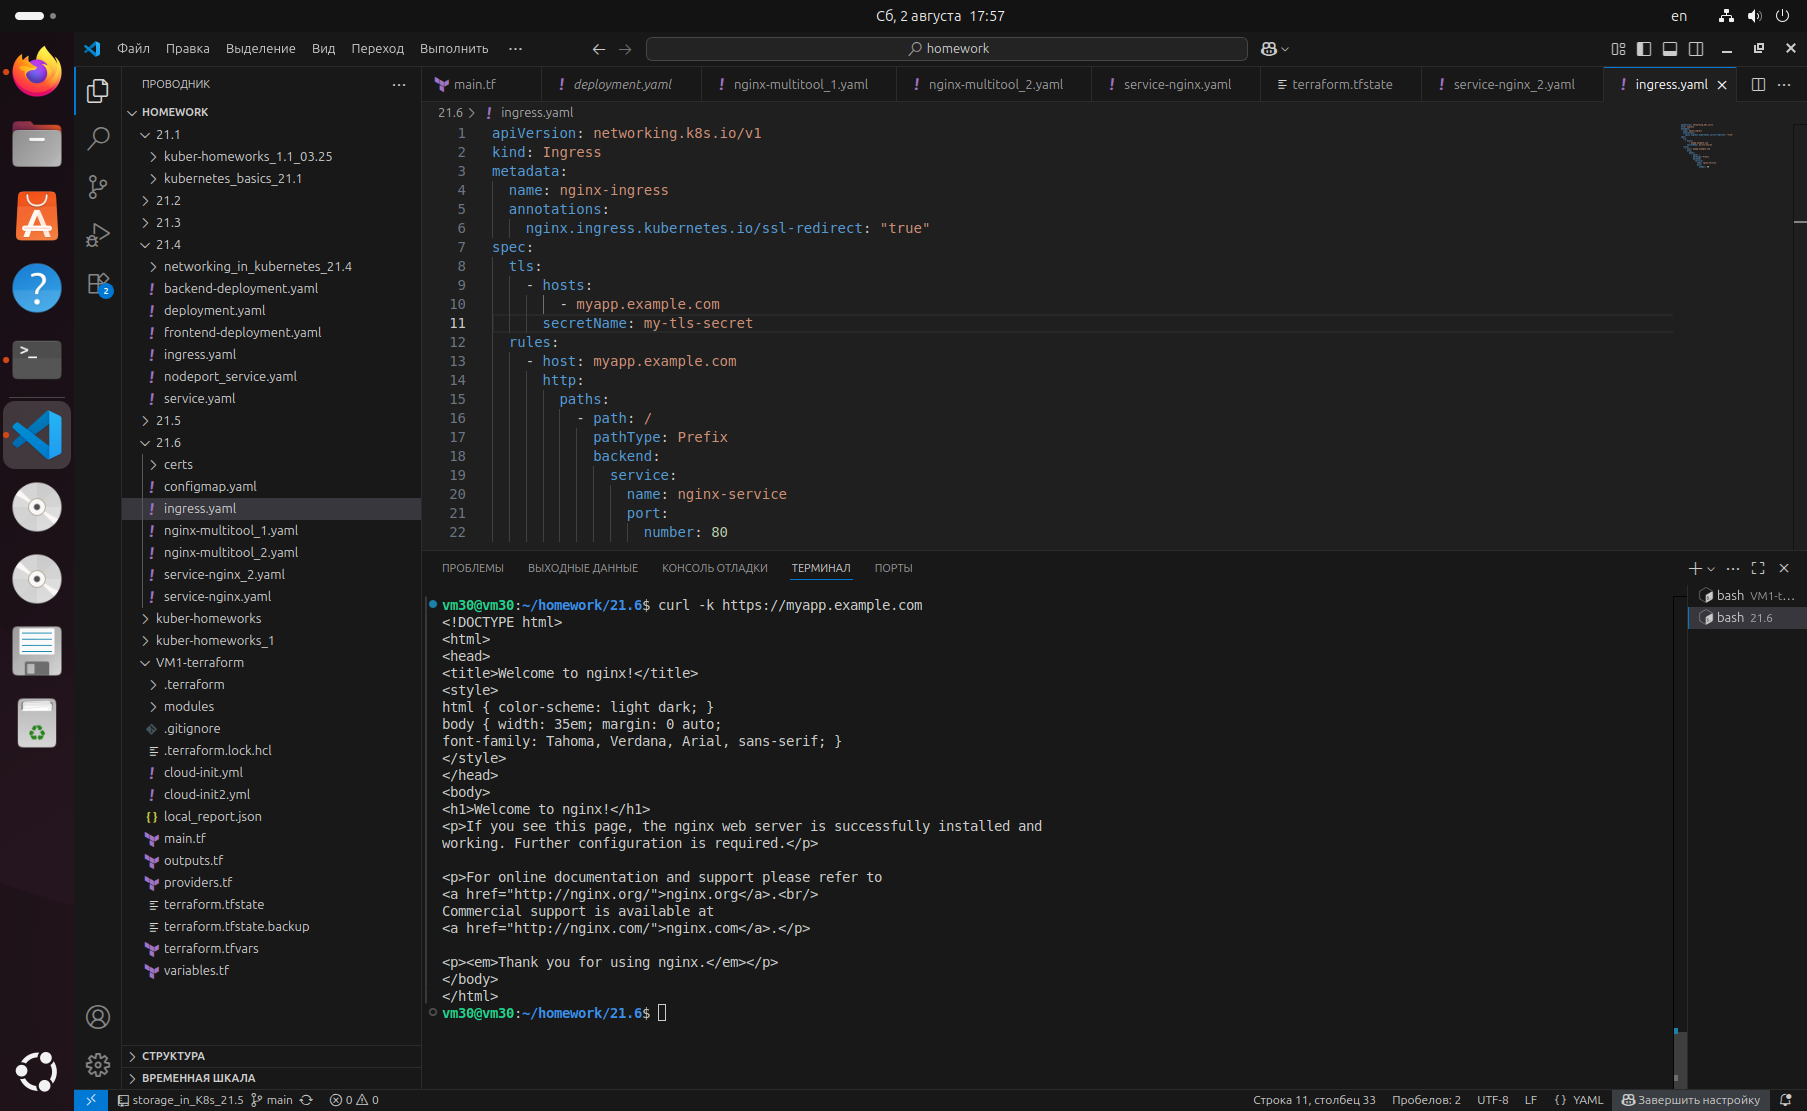 Сб, 2 августа 17:57
en
Файл Правка Выделение Вид Переход Выполнить ···
homework
ПРОВОДНИК
HOMEWORK
21.1
kuber-homeworks_1.1_03.25
kubernetes_basics_21.1
21.2
21.3
21.4
networking_in_kubernetes_21.4
backend-deployment.yaml
deployment.yaml
frontend-deployment.yaml
ingress.yaml
nodeport_service.yaml
service.yaml
21.5
21.6
certs
configmap.yaml
ingress.yaml
nginx-multitool_1.yaml
nginx-multitool_2.yaml
service-nginx_2.yaml
service-nginx.yaml
kuber-homeworks
kuber-homeworks_1
VM1-terraform
.terraform
modules
.gitignore
.terraform.lock.hcl
cloud-init.yml
cloud-init2.yml
local_report.json
main.tf
outputs.tf
providers.tf
terraform.tfstate
terraform.tfstate.backup
terraform.tfvars
variables.tf
СТРУКТУРА
ВРЕМЕННАЯ ШКАЛА
2
main.tf deployment.yaml nginx-multitool_1.yaml nginx-multitool_2.yaml service-nginx.yaml terraform.tfstate service-nginx_2.yaml ingress.yaml
21.6 > ! ingress.yaml
1 apiVersion: networking.k8s.io/v1
2 kind: Ingress
3 metadata:
4 name: nginx-ingress
5 annotations:
6 nginx.ingress.kubernetes.io/ssl-redirect: "true"
7 spec:
8 tls:
9 - hosts:
10 - myapp.example.com
11 secretName: my-tls-secret
12 rules:
13 - host: myapp.example.com
14 http:
15 paths:
16 - path: /
17 pathType: Prefix
18 backend:
19 service:
20 name: nginx-service
21 port:
22 number: 80
ПРОБЛЕМЫ ВЫХОДНЫЕ ДАННЫЕ КОНСОЛЬ ОТЛАДКИ ТЕРМИНАЛ ПОРТЫ
vm30@vm30:~/homework/21.6$ curl -k https://myapp.example.com
<!DOCTYPE html>
<html>
<head>
<title>Welcome to nginx!</title>
<style>
html { color-scheme: light dark; }
body { width: 35em; margin: 0 auto;
font-family: Tahoma, Verdana, Arial, sans-serif; }
</style>
</head>
<body>
<h1>Welcome to nginx!</h1>
<p>If you see this page, the nginx web server is successfully installed and
working. Further configuration is required.</p>
<p>For online documentation and support please refer to
<a href="http://nginx.org/">nginx.org</a>.<br/>
Commercial support is available at
<a href="http://nginx.com/">nginx.com</a>.</p>
<p><em>Thank you for using nginx.</em></p>
</body>
</html>
vm30@vm30:~/homework/21.6$
bash VM1-t...
bash 21.6
storage_in_K8s_21.5 main 0 0 Строка 11, столбец 33 Пробелов: 2 UTF-8 LF {} YAML Завершить настройку